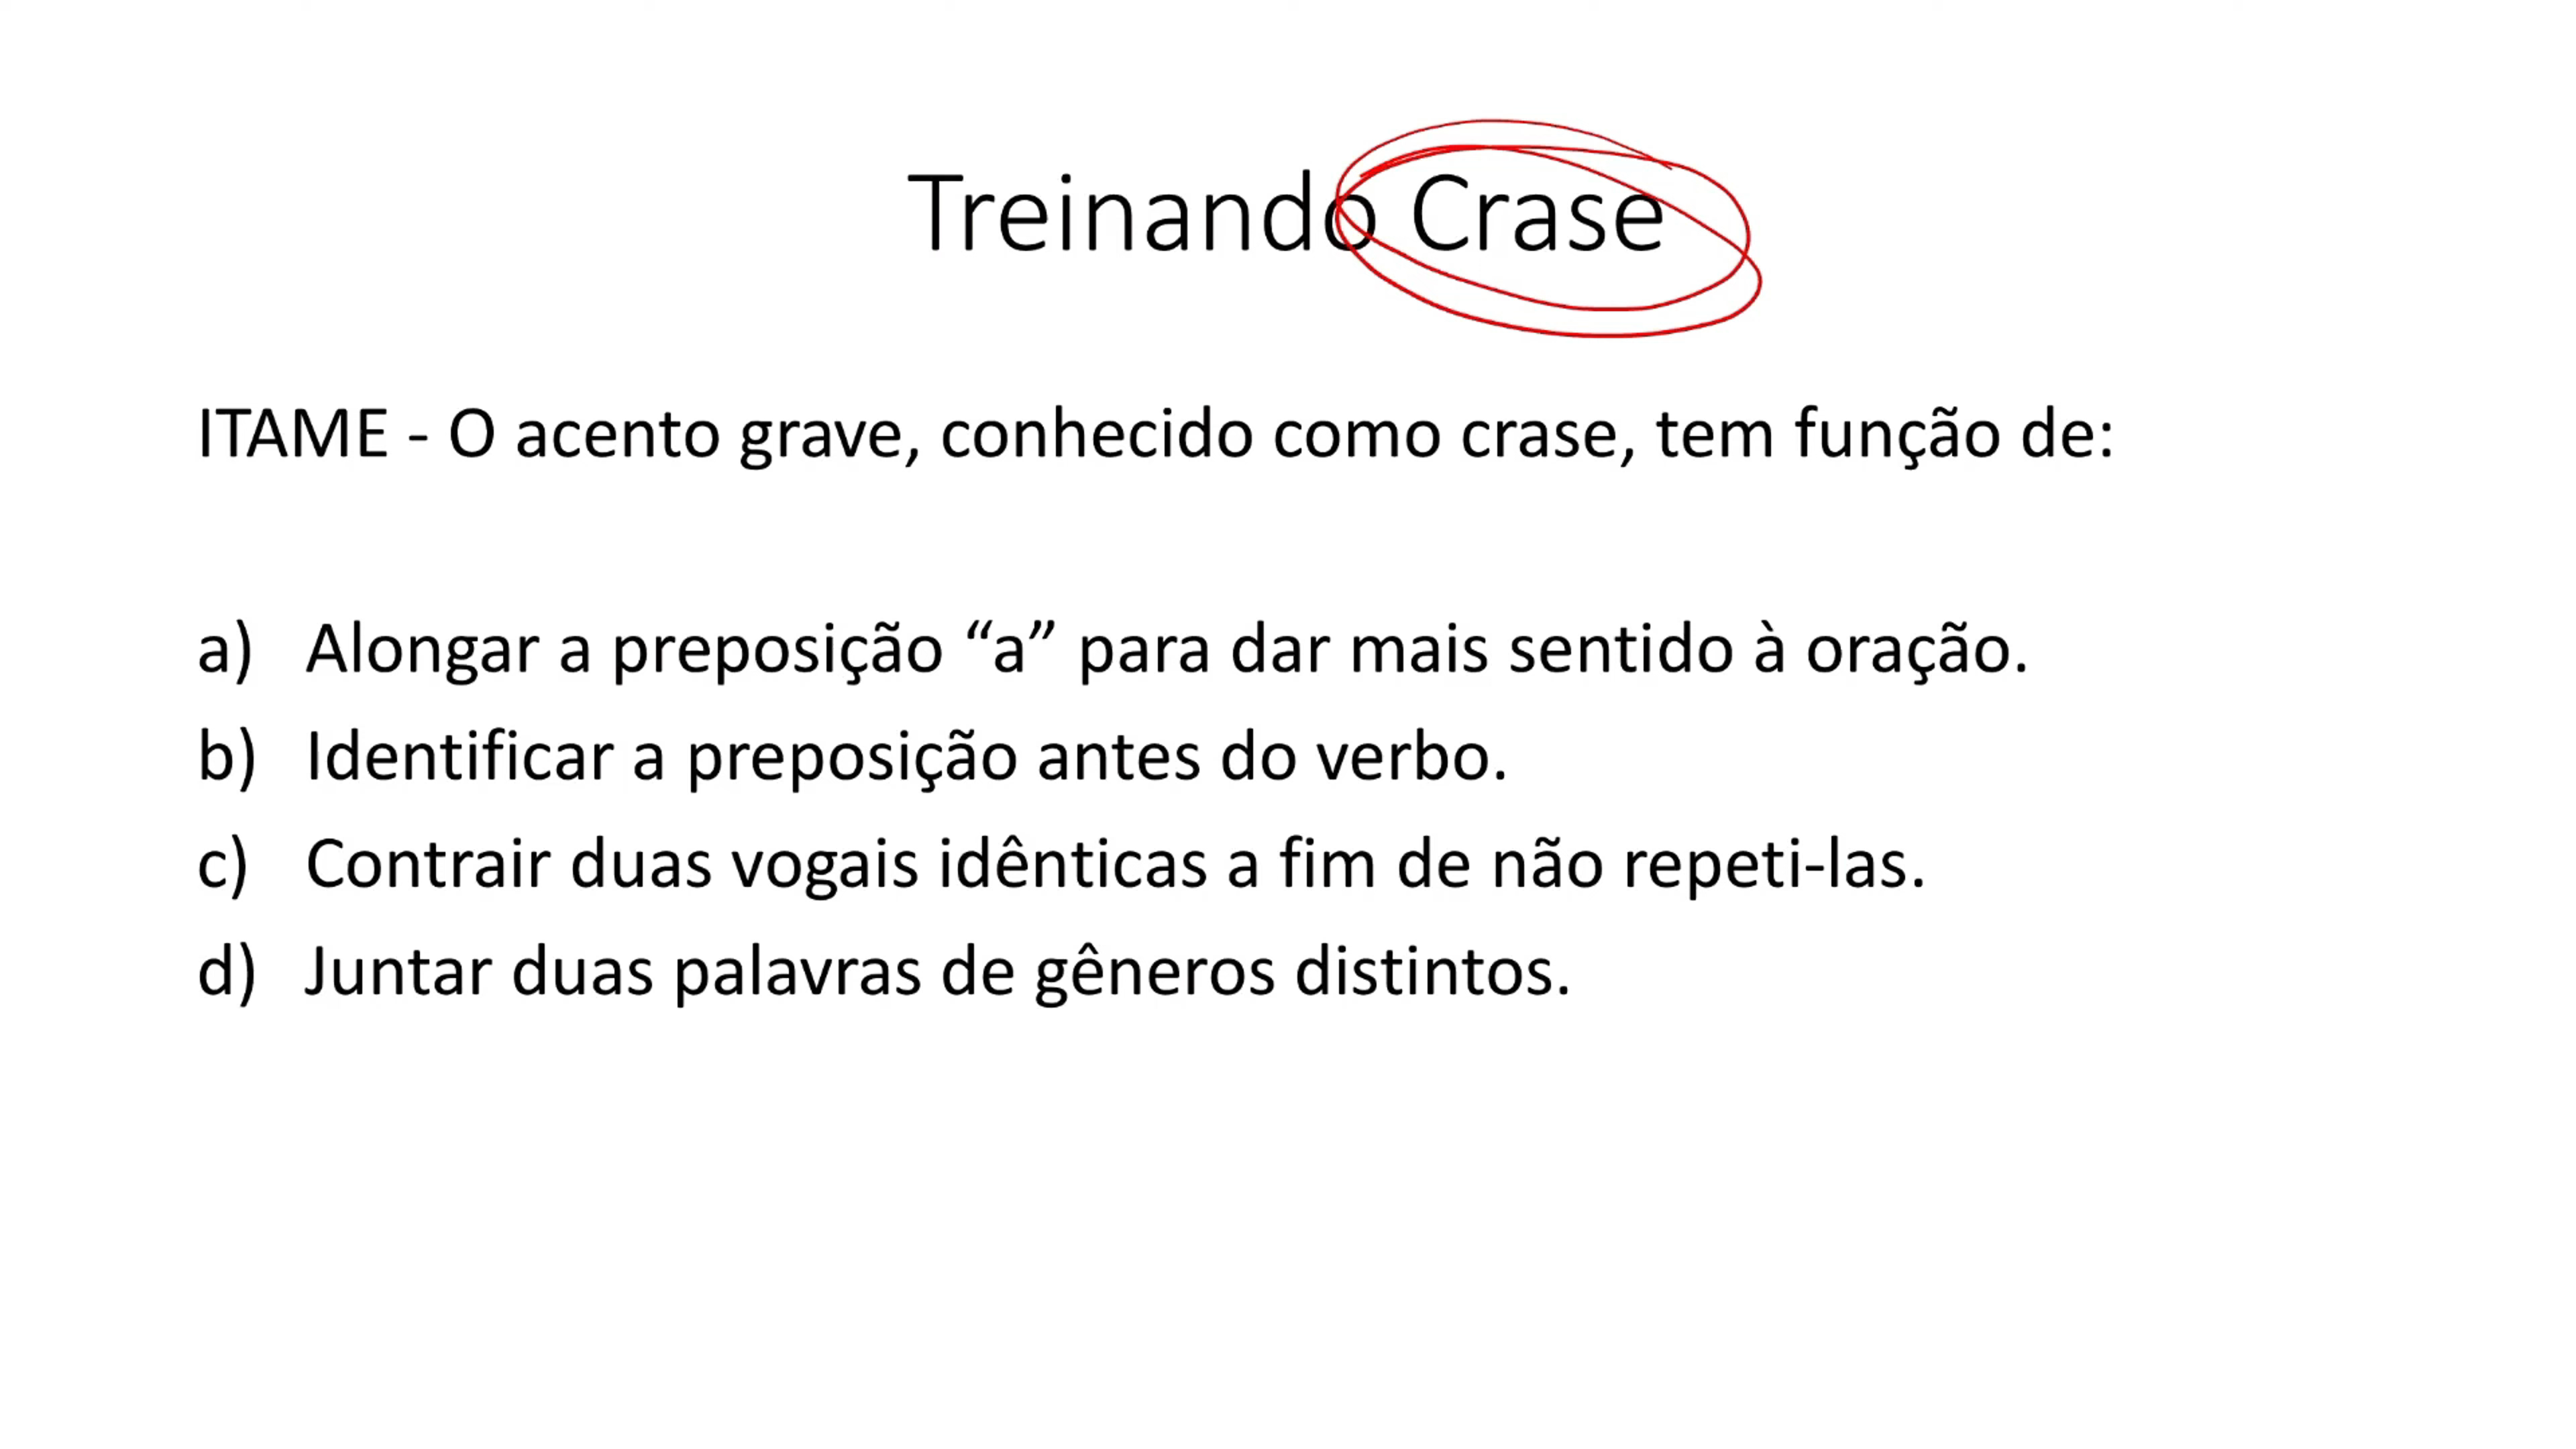 Treinando Crase
ITAME - O acento grave, conhecido como crase, tem função de:
a) Alongar a preposição “a” para dar mais sentido à oração.
b) Identificar a preposição antes do verbo.
c) Contrair duas vogais idênticas a fim de não repeti-las.
d) Juntar duas palavras de gêneros distintos.